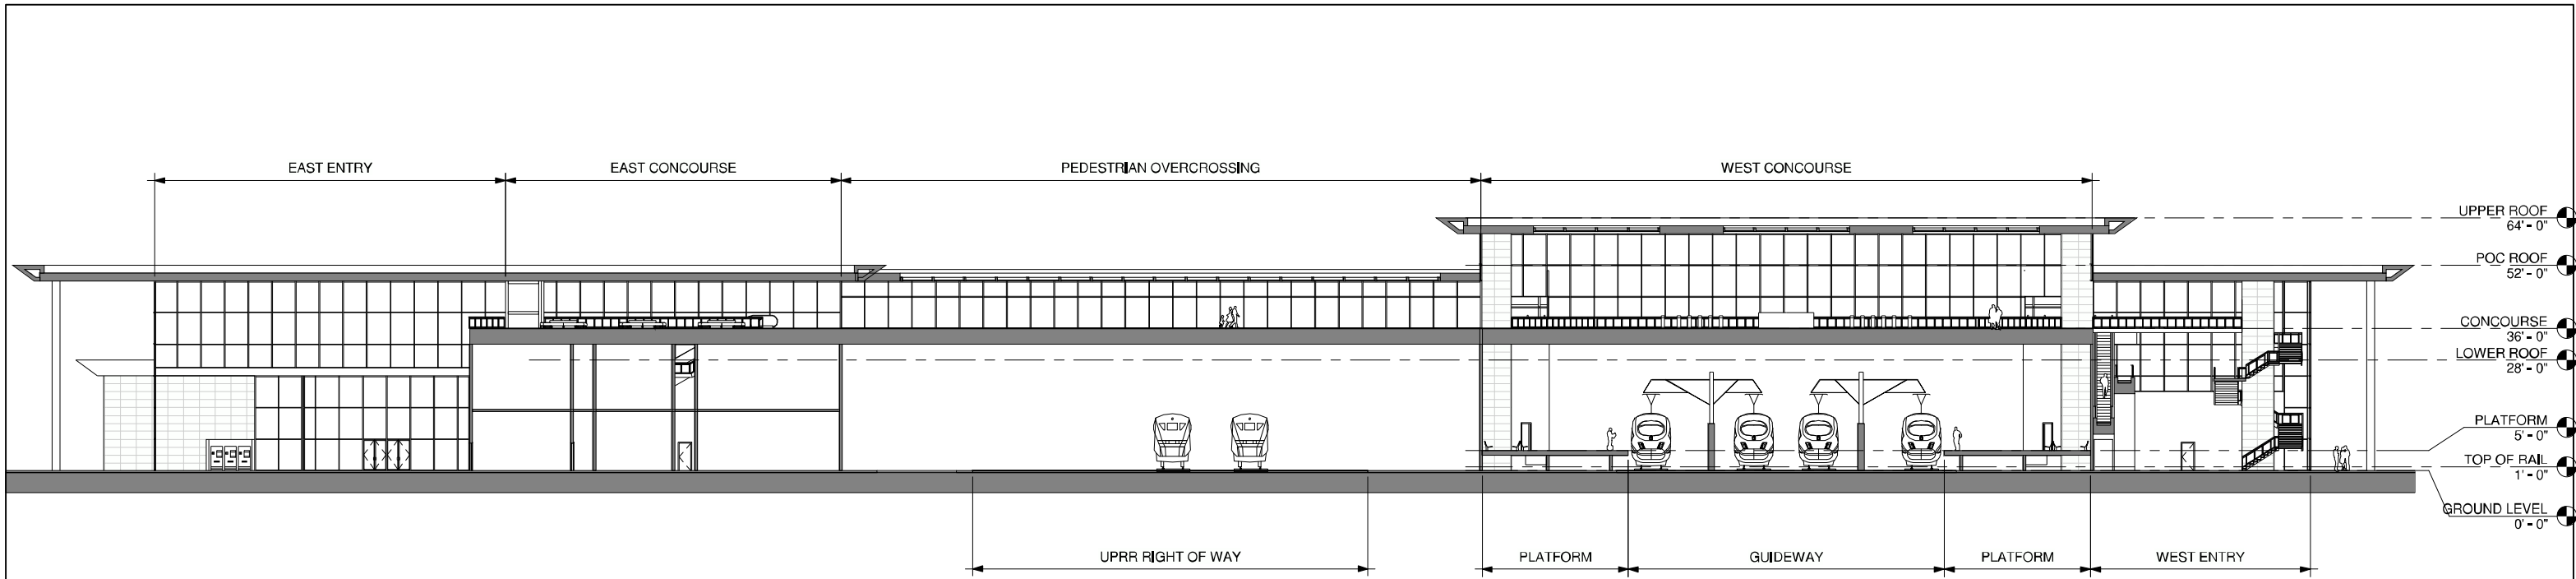 EAST ENTRY
EAST CONCOURSE
PEDESTRIAN OVERCROSSING
WEST CONCOURSE
UPPER ROOF
64' - 0"
POC ROOF
52' - 0"
CONCOURSE
36' - 0"
LOWER ROOF
28' - 0"
PLATFORM
5' - 0"
TOP OF RAIL
1' - 0"
GROUND LEVEL
0' - 0"
UPRR RIGHT OF WAY
PLATFORM
GUIDEWAY
PLATFORM
WEST ENTRY